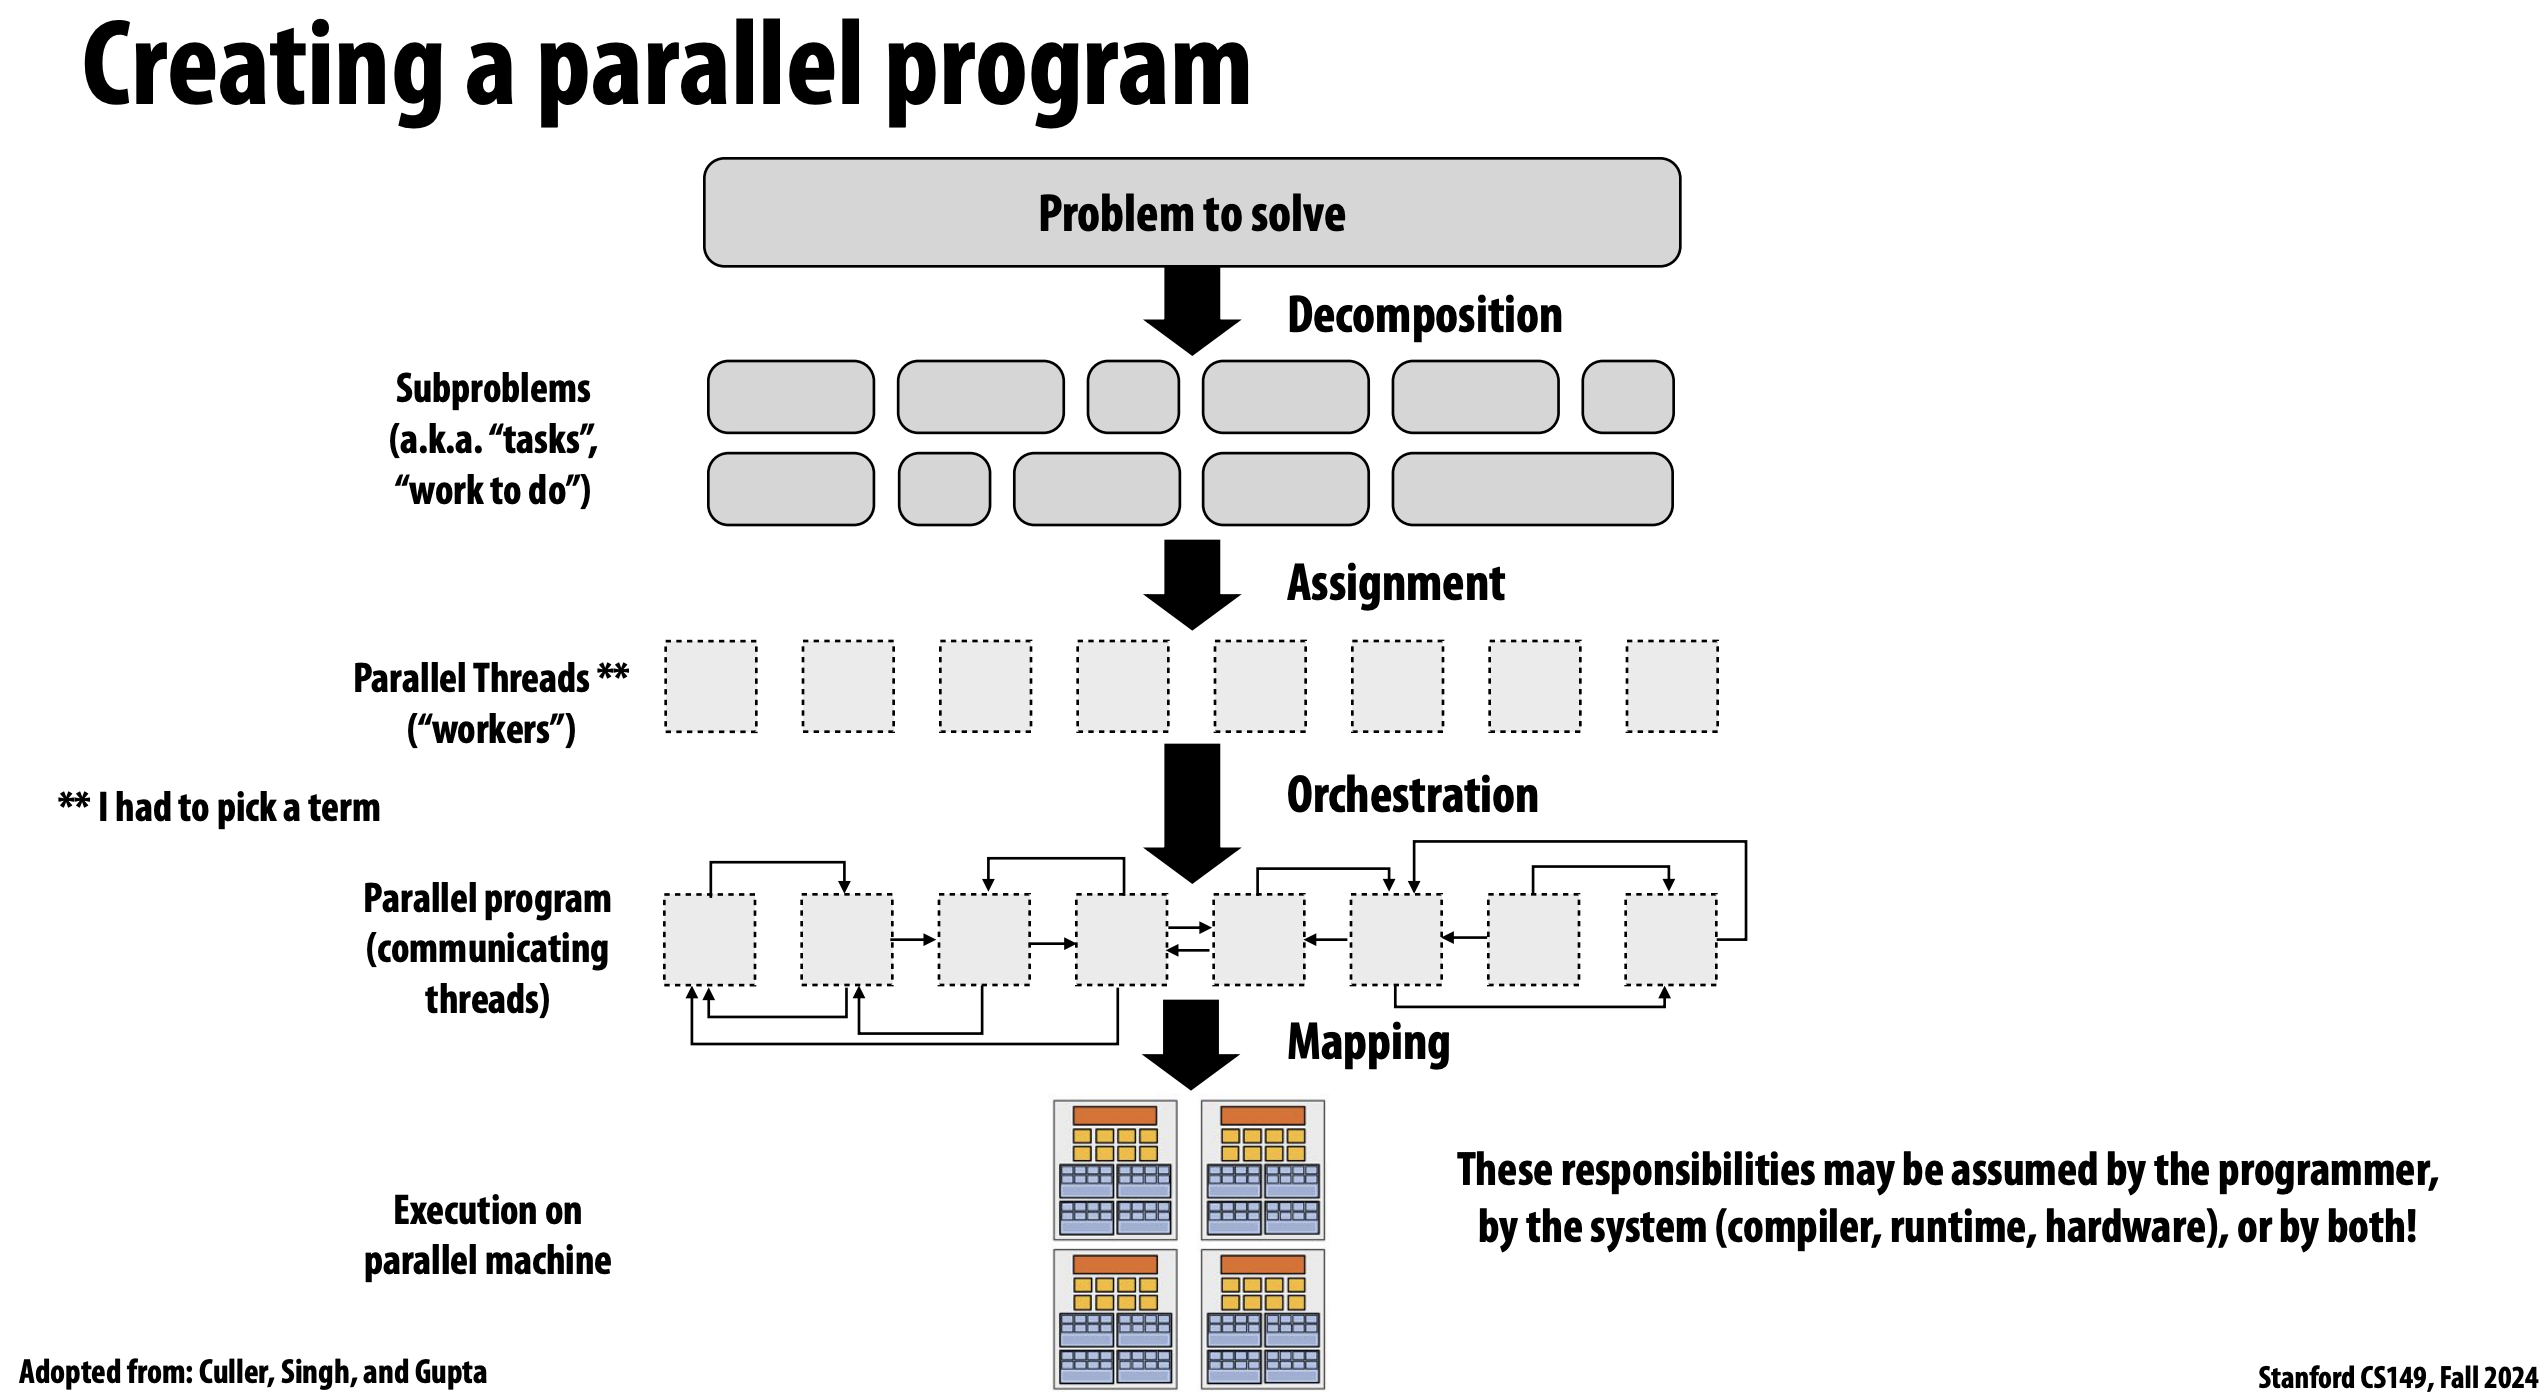 Creating a parallel program
Problem to solve
Decomposition
Subproblems
(a.k.a. “tasks”,
“work to do”)
Assignment
Parallel Threads **
(“workers”)
Orchestration
** I had to pick a term
Parallel program
(communicating
threads)
Mapping
Execution on
parallel machine
These responsibilities may be assumed by the programmer,
by the system (compiler, runtime, hardware), or by both!
Adopted from: Culler, Singh, and Gupta
Stanford CS149, Fall 2024